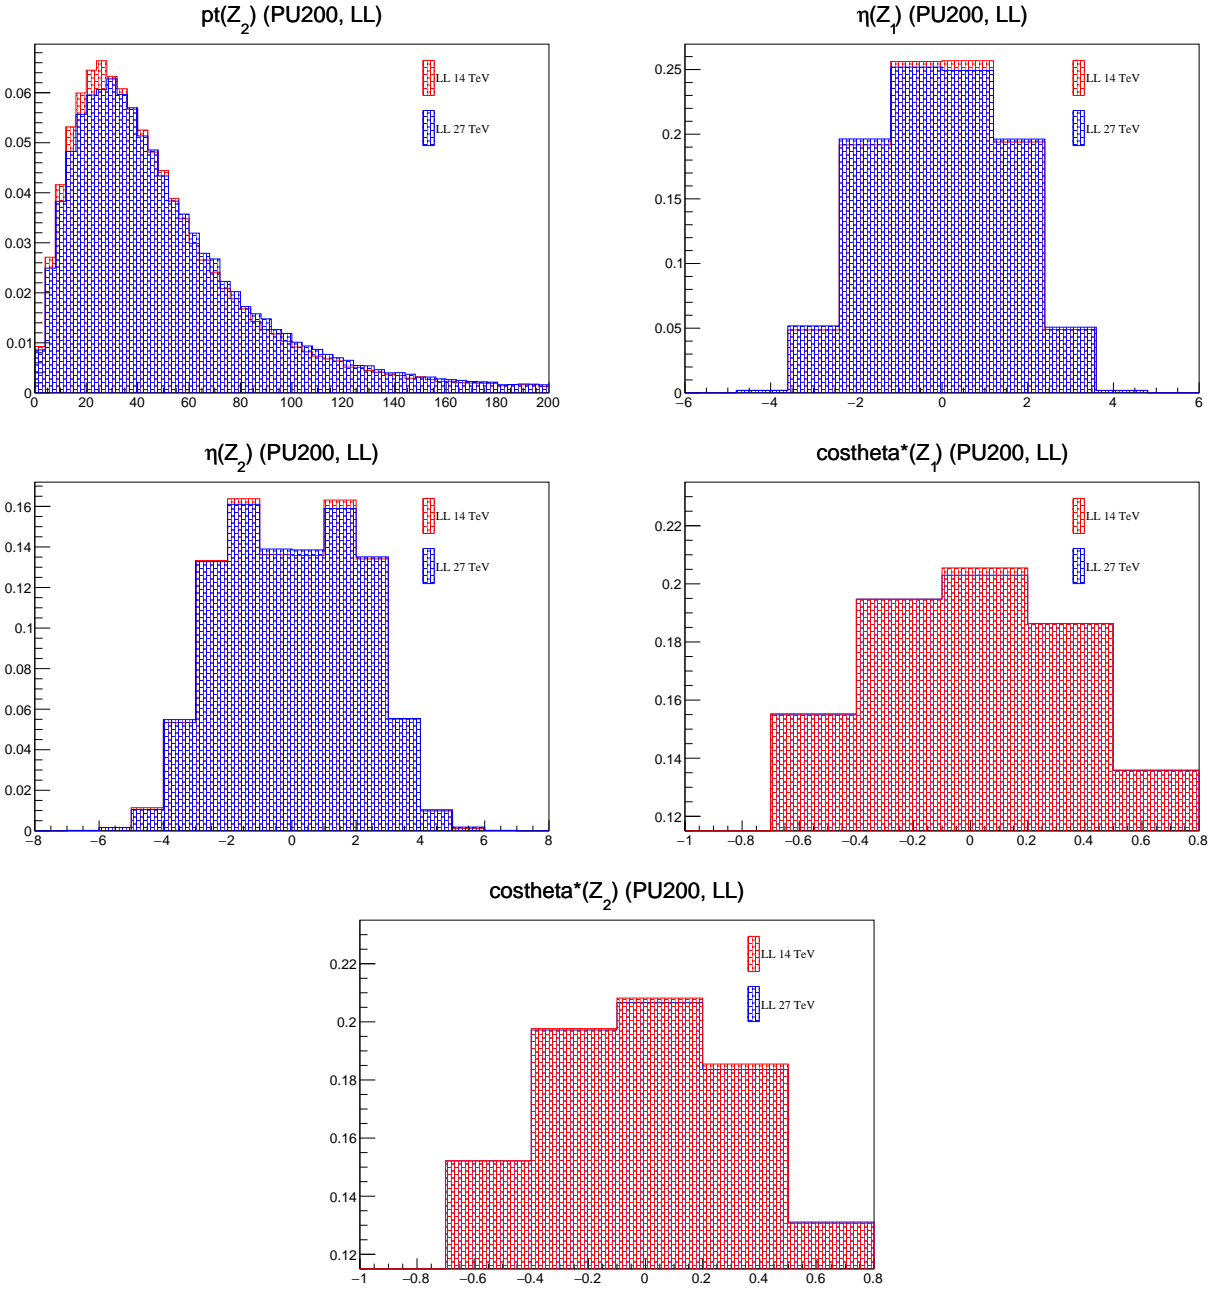 pt(Z2) (PU200, LL)
LL 14 TeV
LL 27 TeV
0.06
0.05
0.04
0.03
0.02
0.01
0
0 20 40 60 80 100 120 140 160 180 200
η(Z1) (PU200, LL)
LL 14 TeV
LL 27 TeV
0.25
0.2
0.15
0.1
0.05
0
−6 −4 −2 0 2 4 6
η(Z2) (PU200, LL)
LL 14 TeV
LL 27 TeV
0.16
0.14
0.12
0.1
0.08
0.06
0.04
0.02
0
−8 −6 −4 −2 0 2 4 6 8
costheta*(Z1) (PU200, LL)
LL 14 TeV
LL 27 TeV
0.22
0.2
0.18
0.16
0.14
0.12
−1 −0.8 −0.6 −0.4 −0.2 0 0.2 0.4 0.6 0.8
costheta*(Z2) (PU200, LL)
LL 14 TeV
LL 27 TeV
0.22
0.2
0.18
0.16
0.14
0.12
−1 −0.8 −0.6 −0.4 −0.2 0 0.2 0.4 0.6 0.8